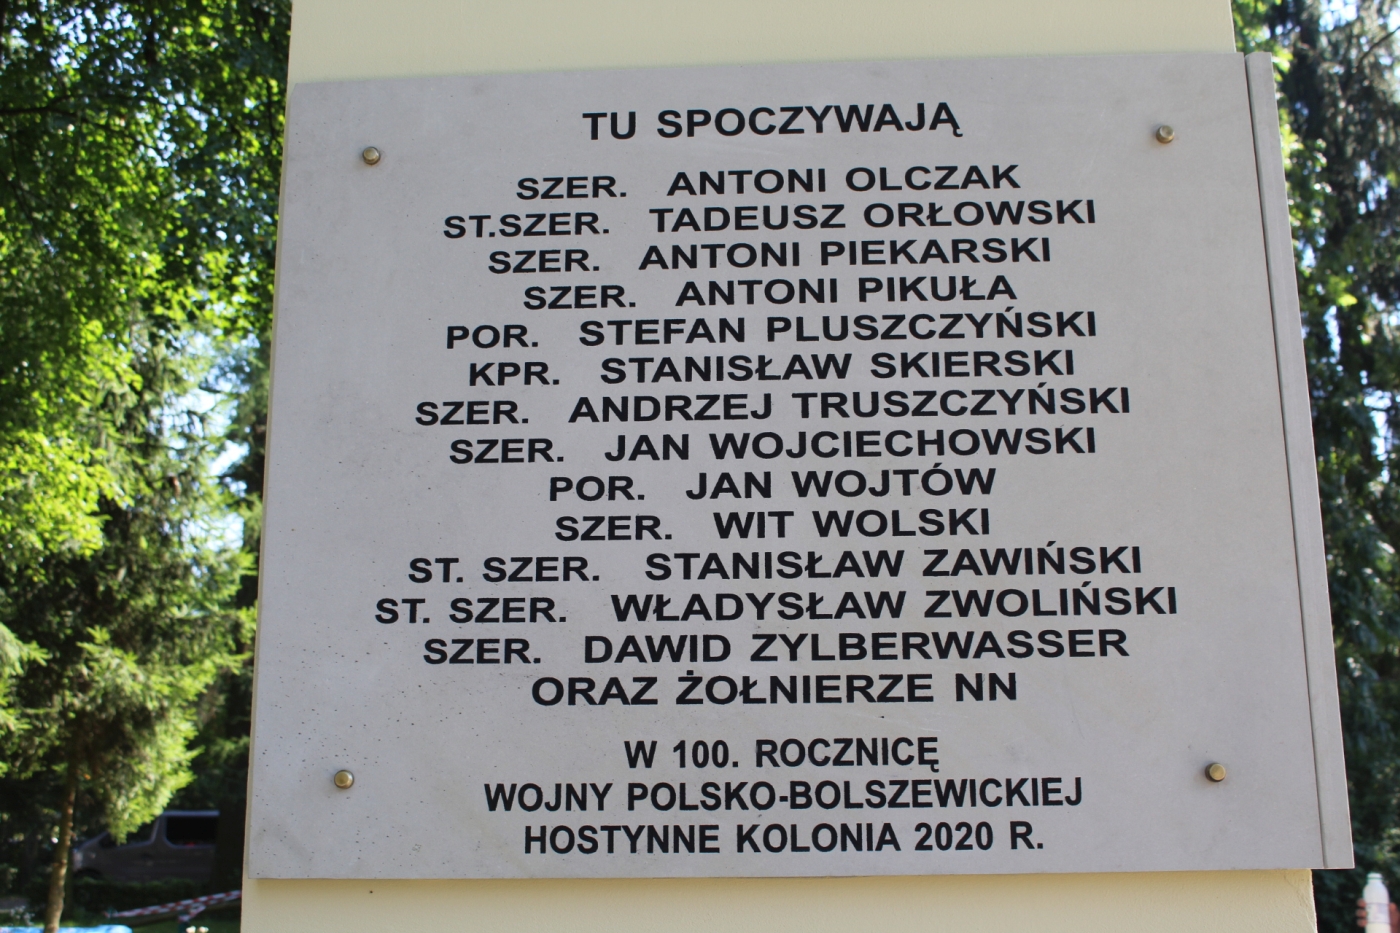 TU SPOCZYWAJĄ
SZER. ANTONI OLCZAK
ST.SZER. TADEUSZ ORŁOWSKI
SZER. ANTONI PIEKARSKI
SZER. ANTONI PIKUŁA
POR. STEFAN PLUSZCZYŃSKI
KPR. STANISŁAW SKIERSKI
SZER. ANDRZEJ TRUSZCZYŃSKI
SZER. JAN WOJCIECHOWSKI
POR. JAN WOJTÓW
SZER. WIT WOLSKI
ST. SZER. STANISŁAW ZAWIŃSKI
ST. SZER. WŁADYSŁAW ZWOLIŃSKI
SZER. DAWID ZYLBERWASSER
ORAZ ŻOŁNIERZE NN
W 100. ROCZNICĘ
WOJNY POLSKO-BOLSZEWICKIEJ
HOSTYNNE KOLONIA 2020 R.